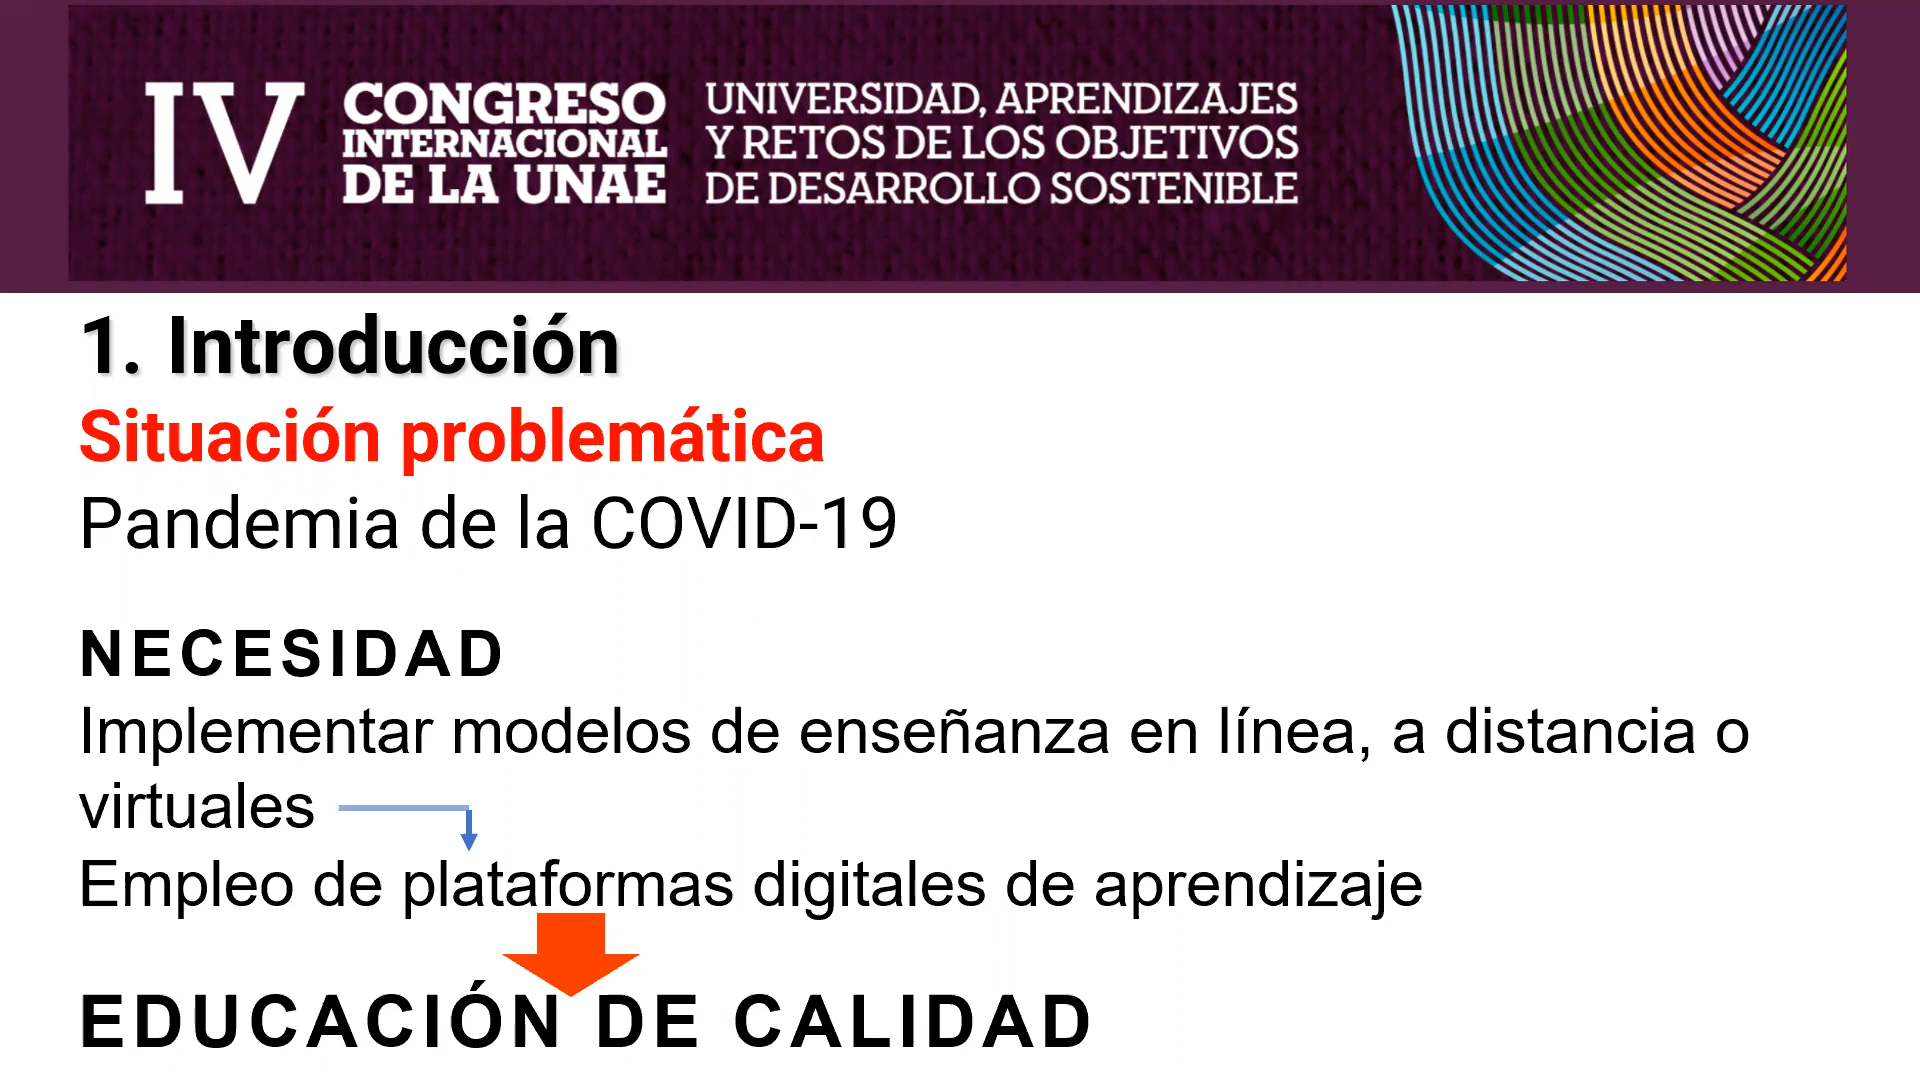 IV
CONGRESO
INTERNACIONAL
DE LA UNAE
UNIVERSIDAD, APRENDIZAJES
Y RETOS DE LOS OBJETIVOS
DE DESARROLLO SOSTENIBLE
1. Introducción
Situación problemática
Pandemia de la COVID-19
NECESIDAD
Implementar modelos de enseñanza en línea, a distancia o
virtuales
Empleo de plataformas digitales de aprendizaje
EDUCACIÓN DE CALIDAD